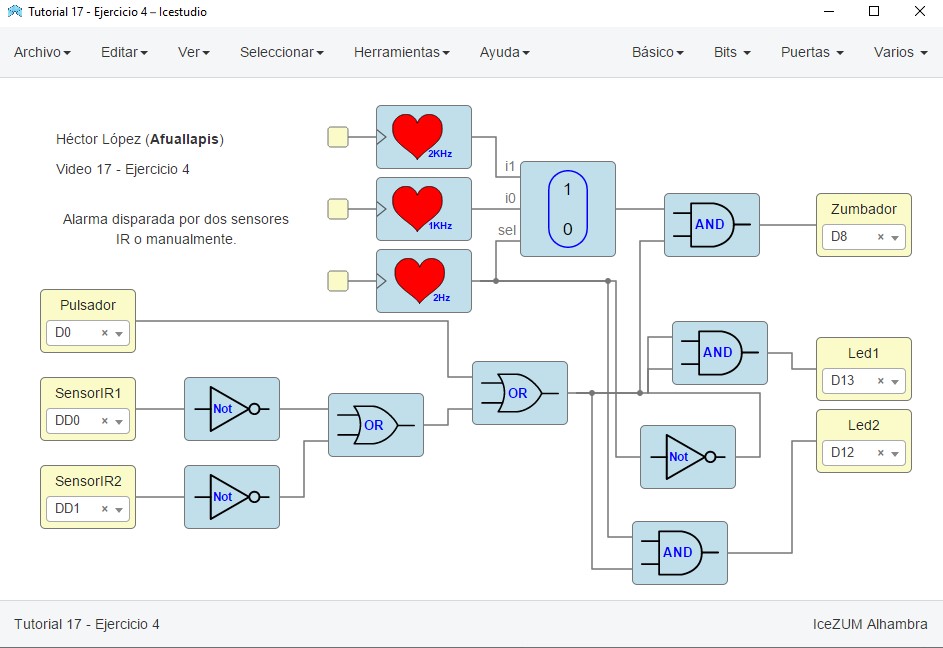 Tutorial 17 - Ejercicio 4 – Icestudio
Archivo Editar Ver Seleccionar Herramientas Ayuda Básico Bits Puertas Varios
Héctor López (Afuallapis)
Video 17 - Ejercicio 4
Alarma disparada por dos sensores
IR o manualmente.
2KHz
i1
1
i0
1KHz
sel
0
2Hz
AND
Zumbador
D8
Pulsador
D0
SensorIR1
DD0
Not
OR
OR
AND
Led1
D13
Led2
D12
Not
SensorIR2
DD1
Not
AND
Tutorial 17 - Ejercicio 4
IceZUM Alhambra